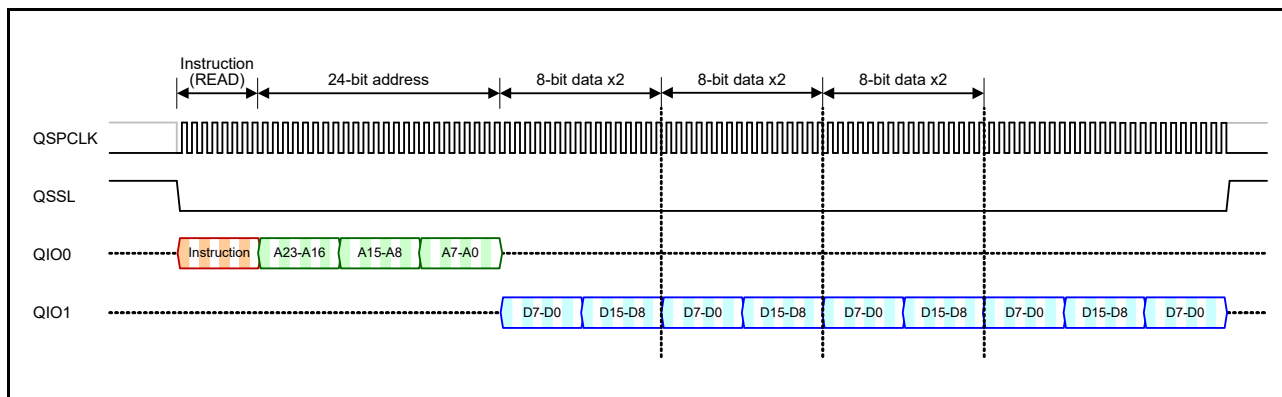 Instruction
(READ)
24-bit address
8-bit data x2
8-bit data x2
8-bit data x2
QSPCLK
QSSL
QIO0
Instruction
A23-A16
A15-A8
A7-A0
QIO1
D7-D0
D15-D8
D7-D0
D15-D8
D7-D0
D15-D8
D7-D0
D15-D8
D7-D0